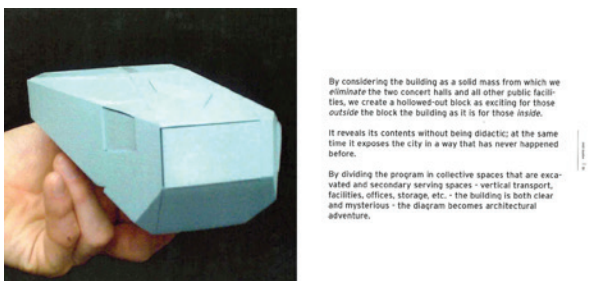 By considering the building as a solid mass from which we
eliminate the two concert halls and all other public facili-
ties, we create a hollowed-out block as exciting for those
outside the block the building as it is for those inside.
It reveals its contents without being didactic; at the same
time it exposes the city in a way that has never happened
before.
By dividing the program in collective spaces that are exca-
vated and secondary serving spaces - vertical transport,
facilities, offices, storage, etc. - the building is both clear
and mysterious - the diagram becomes architectural
adventure.